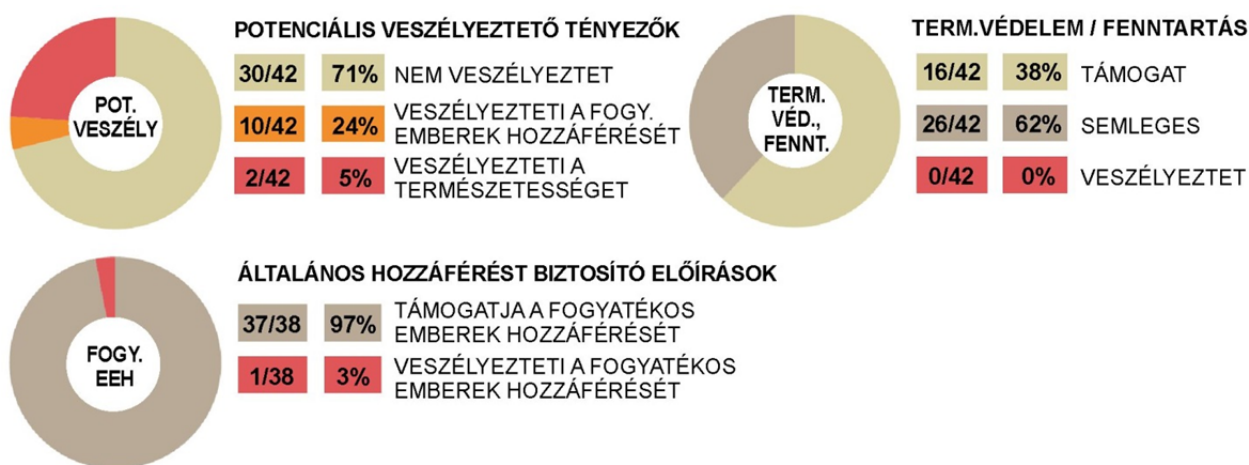 POTENCIÁLIS VESZÉLYEZTETŐ TÉNYEZŐK
POT.
VESZÉLY
30/42 71% NEM VESZÉLYEZTET
10/42 24% VESZÉLYEZTETI A FOGY.
EMBEREK HOZZÁFÉRÉSÉT
2/42 5% VESZÉLYEZTETI A
TERMÉSZETESSÉGET
TERM.VÉDELEM / FENNTARTÁS
TERM.
VÉD.,
FENNT.
16/42 38% TÁMOGAT
26/42 62% SEMLEGES
0/42 0% VESZÉLYEZTET
ÁLTALÁNOS HOZZÁFÉRÉST BIZTOSÍTÓ ELŐÍRÁSOK
FOGY.
EEH
37/38 97% TÁMOGATJA A FOGYATÉKOS
EMBEREK HOZZÁFÉRÉSÉT
1/38 3% VESZÉLYEZTETI A FOGYATÉKOS
EMBEREK HOZZÁFÉRÉSÉT